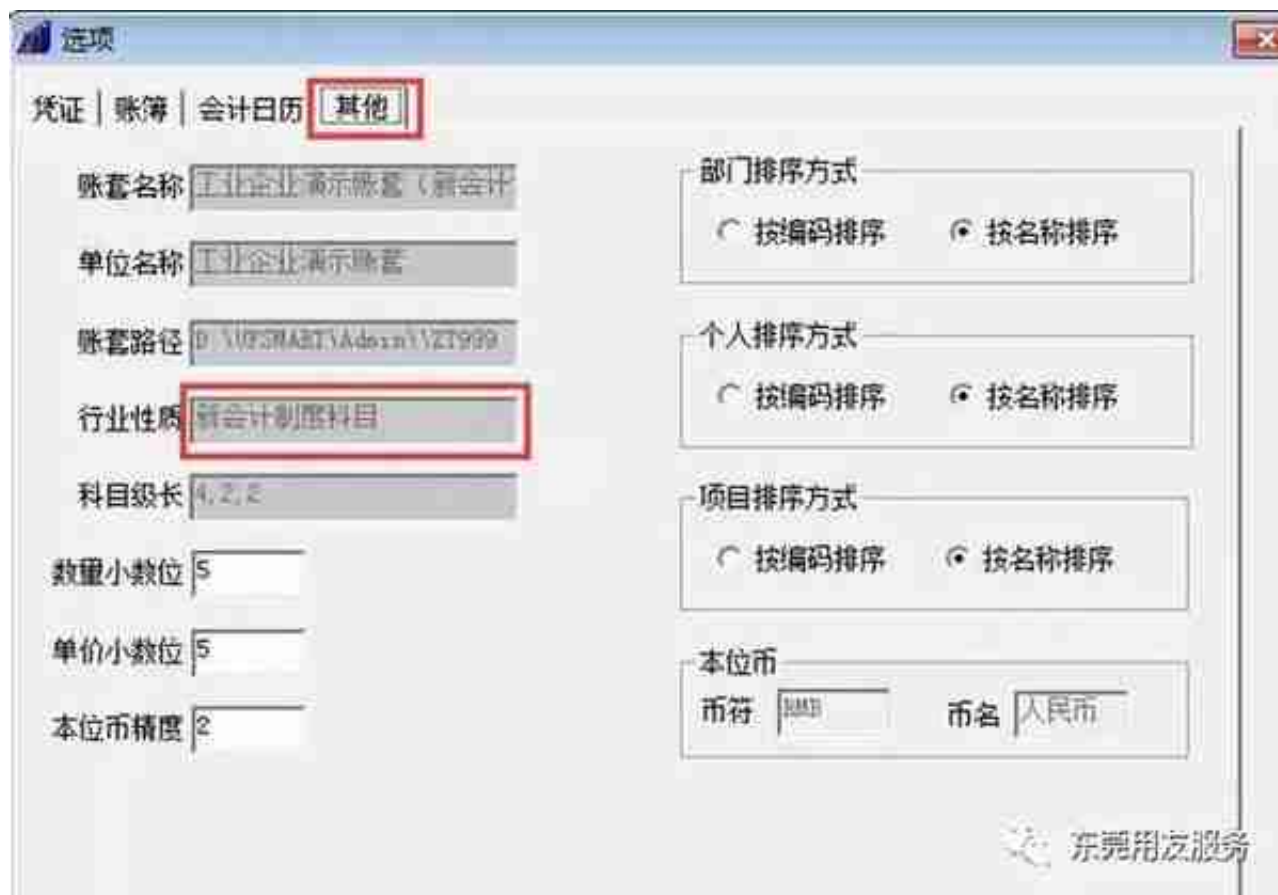 选项
凭证 账簿 会计日历 其他
账套名称 工业企业演示账套（新会计
单位名称 工业企业演示账套
账套路径 D:\UFSMART\Admin\\ZT999
行业性质 新会计制度科目
科目级长 4,2,2
数量小数位 5
单价小数位 5
本位币精度 2
部门排序方式
按编码排序 按名称排序
个人排序方式
按编码排序 按名称排序
项目排序方式
按编码排序 按名称排序
本位币
币符 RMB 币名 人民币
东莞用友服务